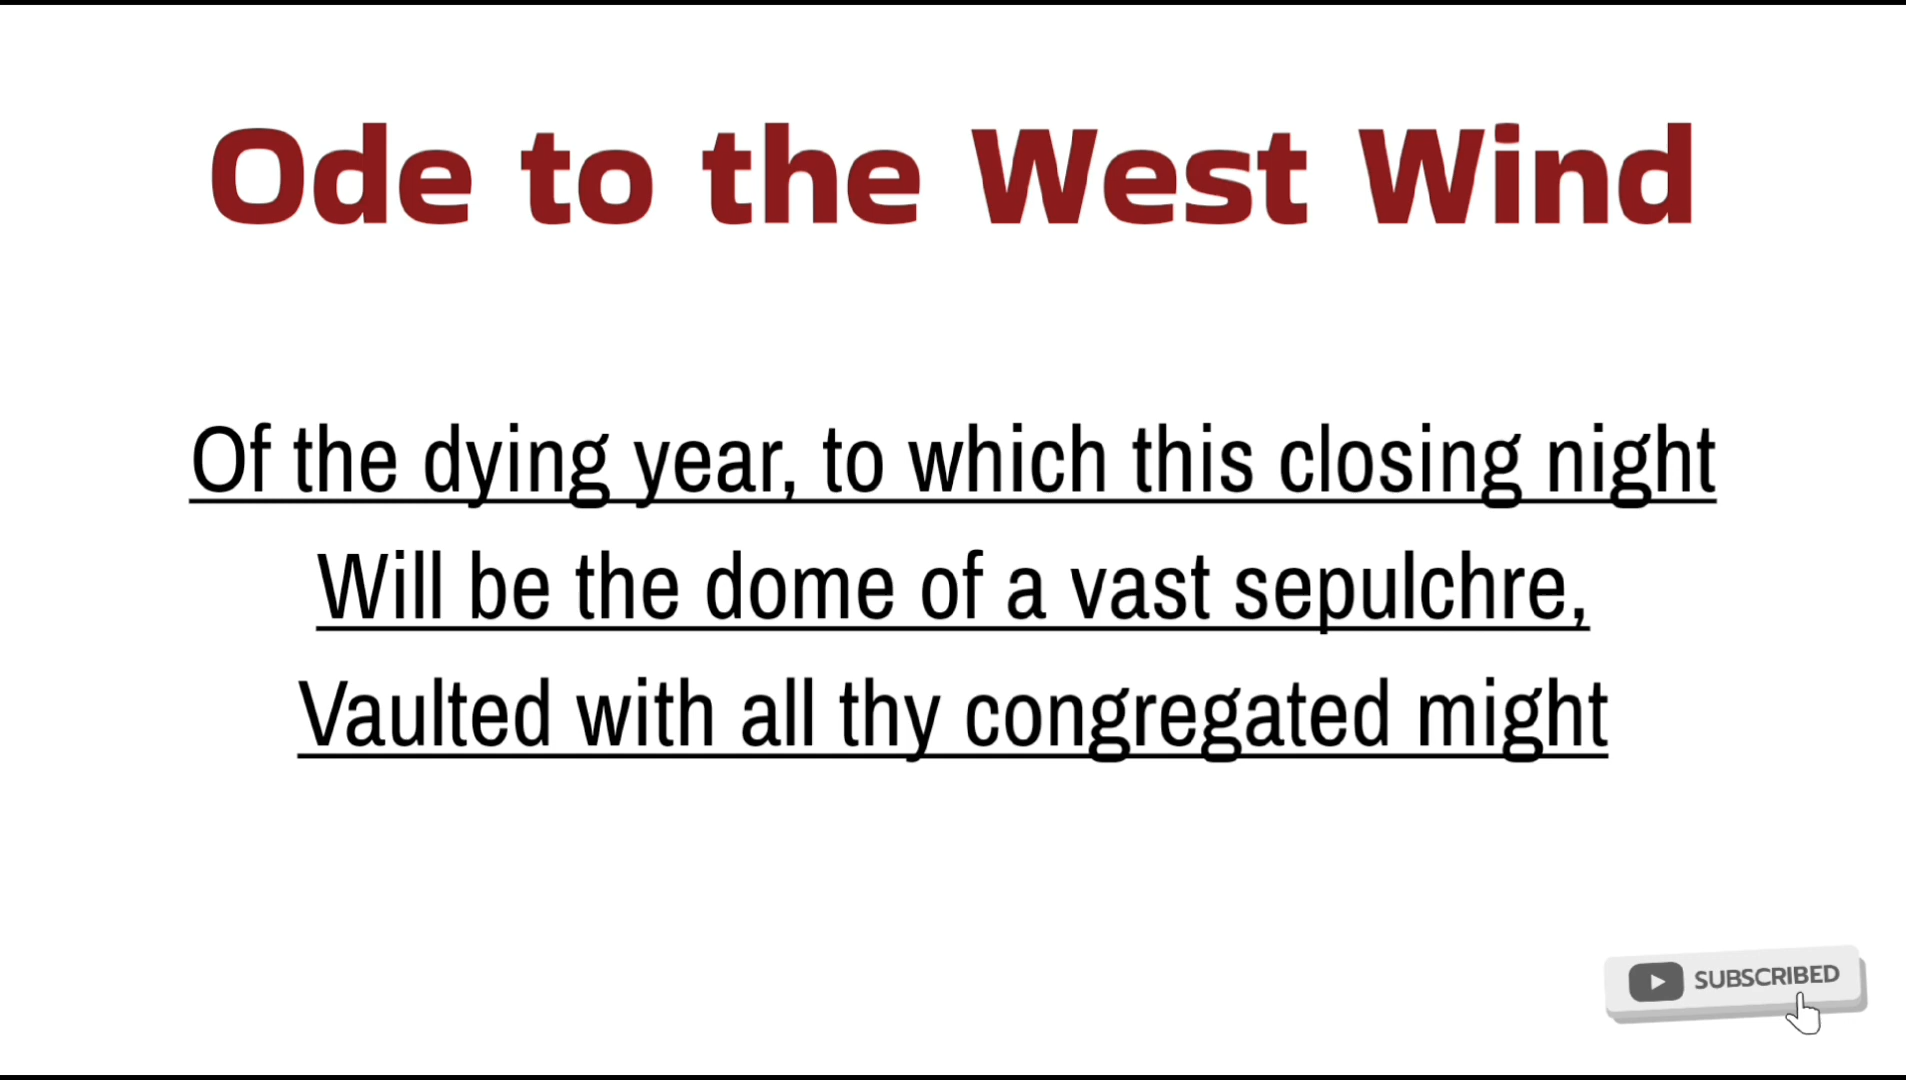 Ode to the West Wind
Of the dying year, to which this closing night
Will be the dome of a vast sepulchre,
Vaulted with all thy congregated might
SUBSCRIBED